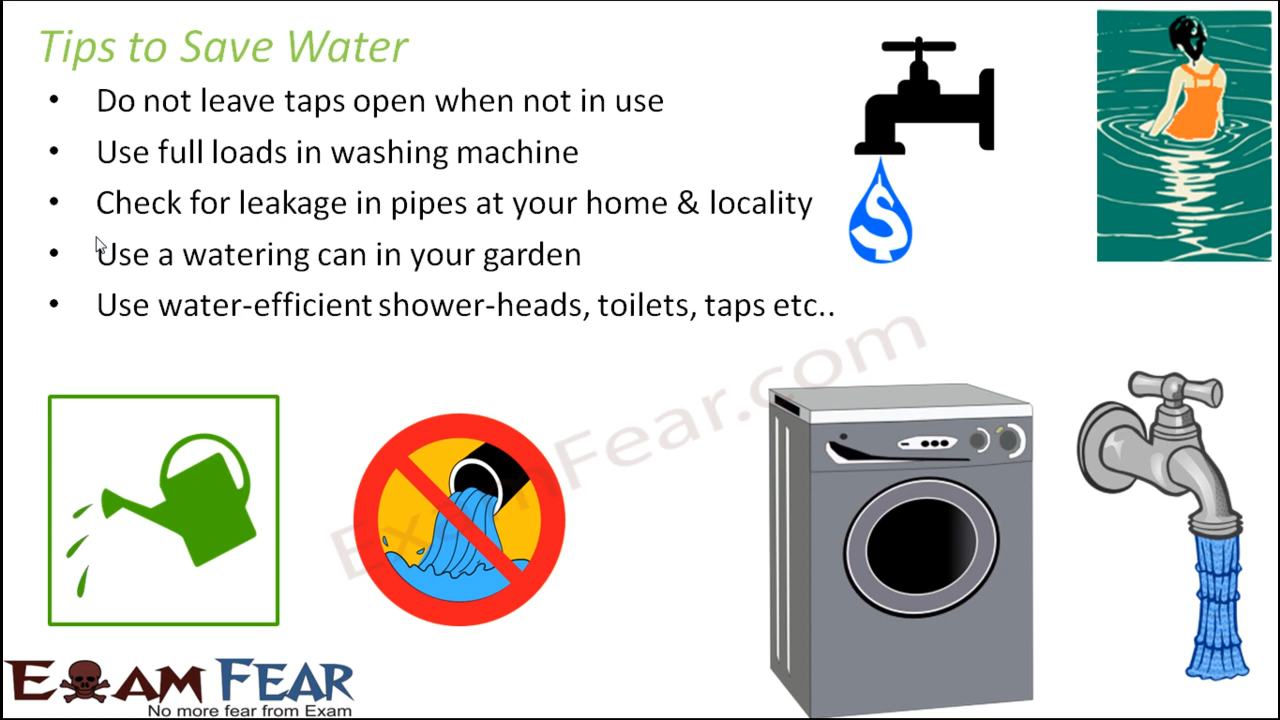 Tips to Save Water
• Do not leave taps open when not in use
• Use full loads in washing machine
• Check for leakage in pipes at your home & locality
• Use a watering can in your garden
• Use water-efficient shower-heads, toilets, taps etc..
$
ExamFear.com
EXAM FEAR
No more fear from Exam